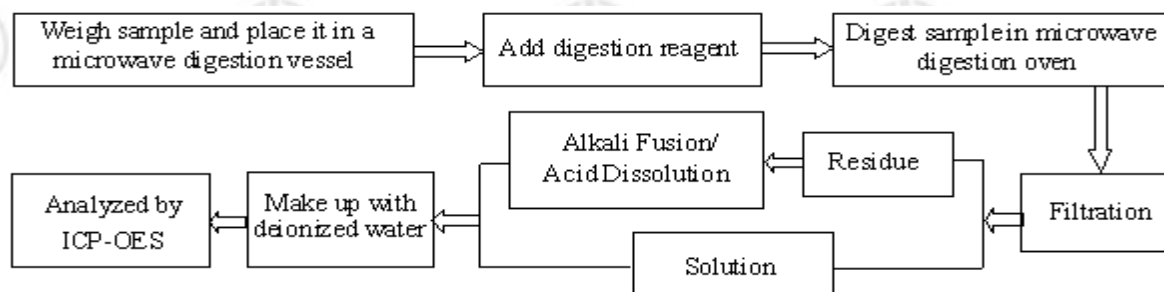 Weigh sample and place it in a
microwave digestion vessel
Add digestion reagent
Digest sample in microwave
digestion oven
Filtration
Residue
Alkali Fusion/
Acid Dissolution
Solution
Make up with
deionized water
Analyzed by
ICP-OES